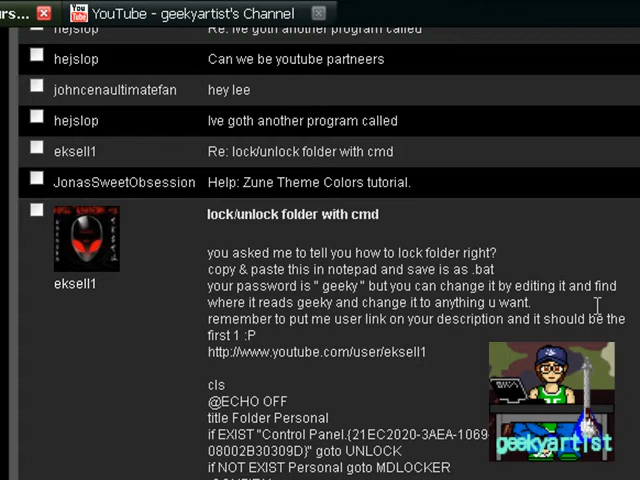 rs... YouTube - geekyartist's Channel
Re: Ive goth another program called
hejslop Can we be youtube partneers
johncenaultimatefan hey lee
hejslop Ive goth another program called
eksell1 Re: lock/unlock folder with cmd
JonasSweetObsession Help: Zune Theme Colors tutorial.
lock/unlock folder with cmd
eksell1
you asked me to tell you how to lock folder right?
copy & paste this in notepad and save is as .bat
your password is " geeky " but you can change it by editing it and find
where it reads geeky and change it to anything u want.
remember to put me user link on your description and it should be the
first 1 :P
http://www.youtube.com/user/eksell1
cls
@ECHO OFF
title Folder Personal
if EXIST "Control Panel.{21EC2020-3AEA-1069-
08002B30309D}" goto UNLOCK
if NOT EXIST Personal goto MDLOCKER
geekyartist